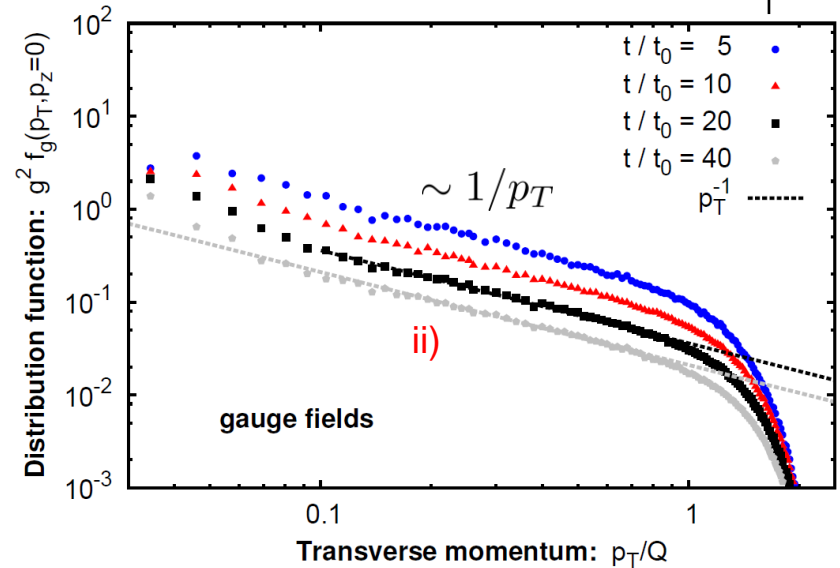 10²
10¹
10⁰
10⁻¹
10⁻²
10⁻³
0.1
1
Distribution function: g² f_g(p_T,p_z=0)
Transverse momentum: p_T/Q
t / t₀ = 5
t / t₀ = 10
t / t₀ = 20
t / t₀ = 40
p_T⁻¹
∼ 1/p_T
ii)
gauge fields